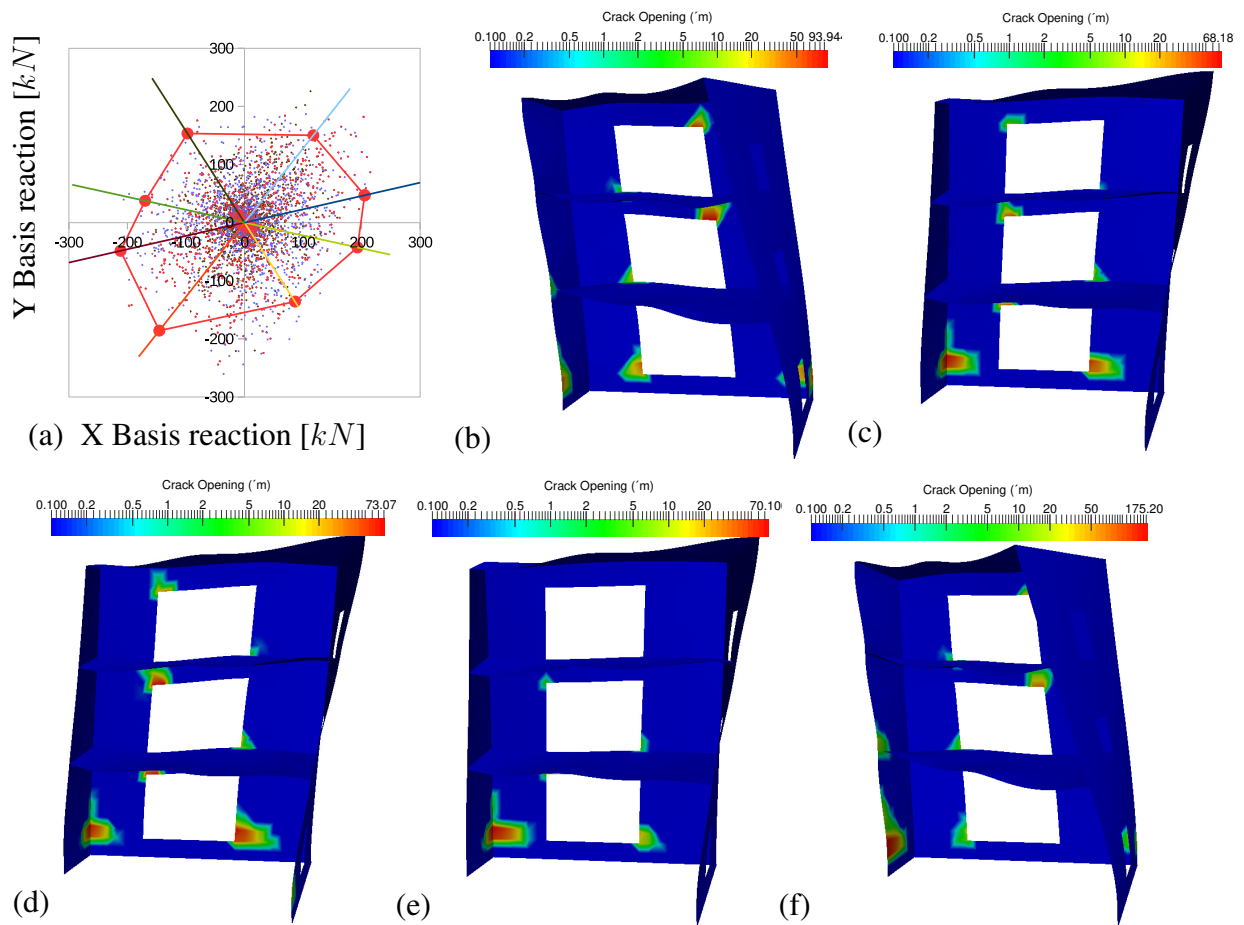 Y Basis reaction [kN]
300
200
100
0
-300 -200 -100 0 100 200 300
-100
-200
-300
(a) X Basis reaction [kN]
Crack Opening (´m)
0.100 0.2 0.5 1 2 5 10 20 50 93.944
(b)
Crack Opening (´m)
0.100 0.2 0.5 1 2 5 10 20 68.18
(c)
Crack Opening (´m)
0.100 0.2 0.5 1 2 5 10 20 73.07
(d)
Crack Opening (´m)
0.100 0.2 0.5 1 2 5 10 20 70.10
(e)
Crack Opening (´m)
0.100 0.2 0.5 1 2 5 10 20 50 175.20
(f)